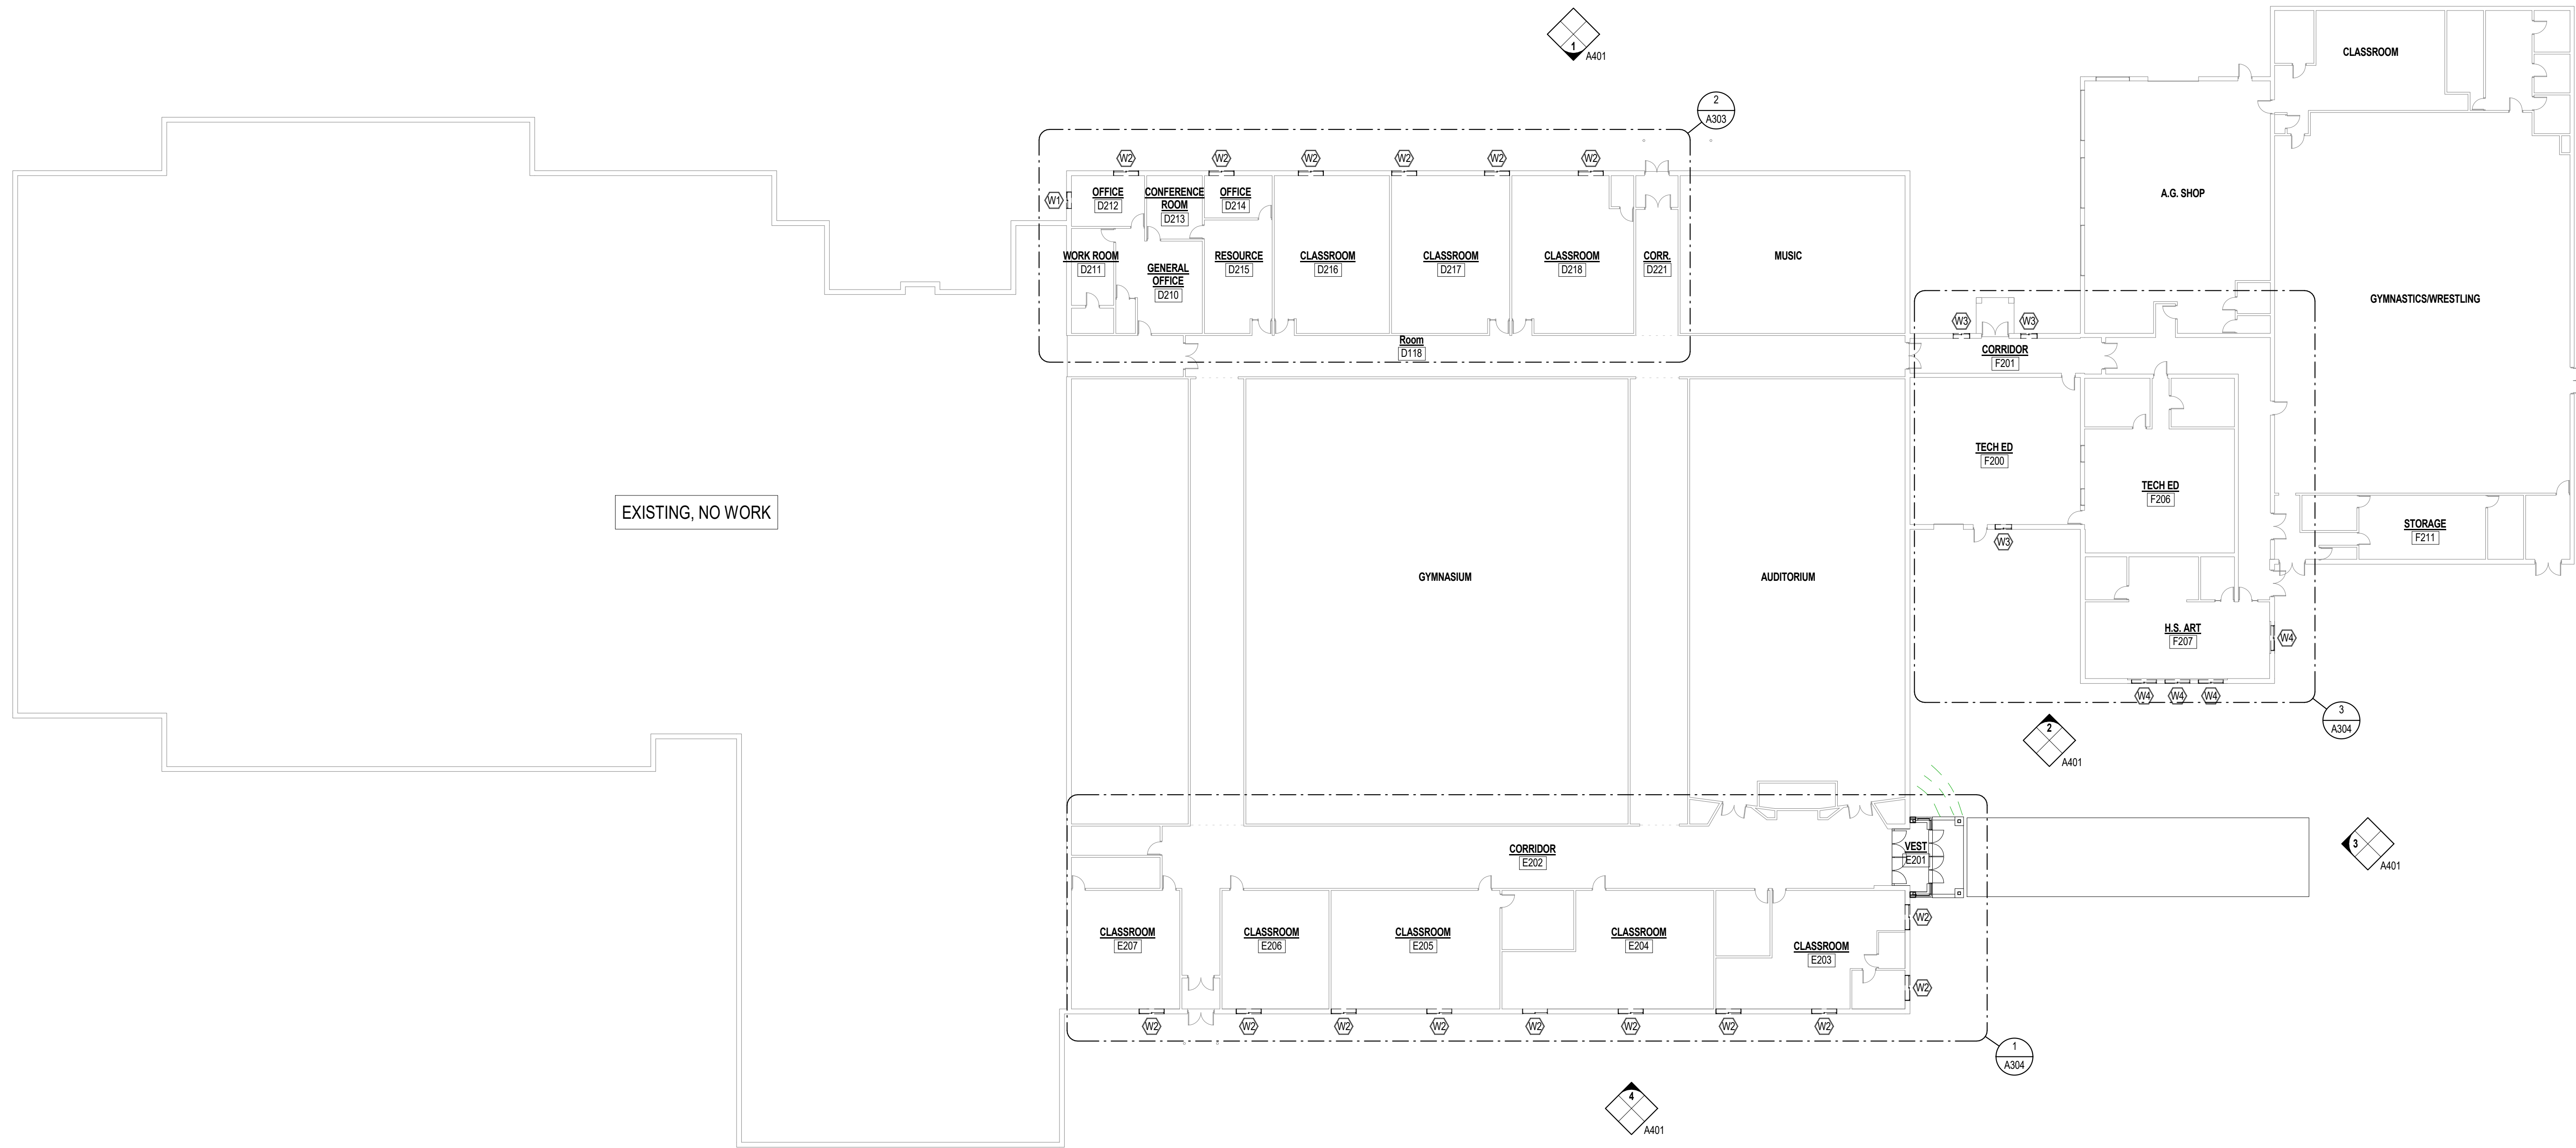 1
A401
CLASSROOM
2
A303
W2
W2
W2
W2
W2
W2
W1
OFFICE
D212
CONFERENCE
ROOM
D213
OFFICE
D214
A.G. SHOP
WORK ROOM
D211
GENERAL
OFFICE
D210
RESOURCE
D215
CLASSROOM
D216
CLASSROOM
D217
CLASSROOM
D218
CORR.
D221
MUSIC
GYMNASTICS/WRESTLING
W3
W3
Room
D118
CORRIDOR
F201
TECH ED
F200
TECH ED
F206
EXISTING, NO WORK
STORAGE
F211
W3
GYMNASIUM
AUDITORIUM
H.S. ART
F207
W4
W4
W4
W4
3
A304
2
A401
CORRIDOR
E202
VEST
E201
3
A401
W2
CLASSROOM
E207
CLASSROOM
E206
CLASSROOM
E205
CLASSROOM
E204
CLASSROOM
E203
W2
W2
W2
W2
W2
W2
W2
W2
W2
1
A304
4
A401